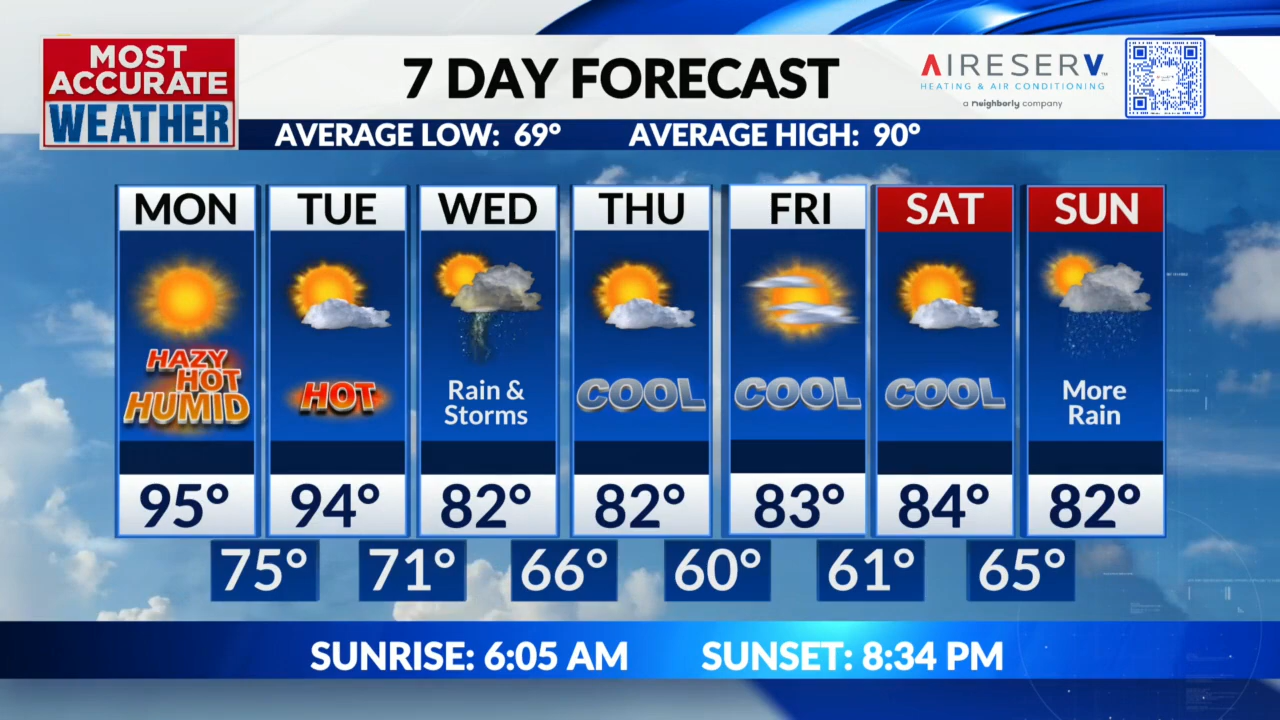 MOST
ACCURATE
WEATHER
7 DAY FORECAST
AIRESERV™
HEATING & AIR CONDITIONING
a neighborly company
AVERAGE LOW: 69° AVERAGE HIGH: 90°
MON TUE WED THU FRI SAT SUN
HAZY
HOT
HUMID
HOT
Rain &
Storms
COOL
COOL
COOL
More
Rain
95° 94° 82° 82° 83° 84° 82°
75° 71° 66° 60° 61° 65°
SUNRISE: 6:05 AM SUNSET: 8:34 PM